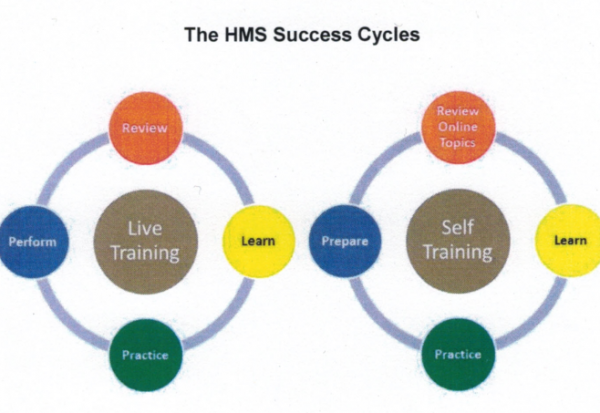 The HMS Success Cycles
Review
Perform
Live
Training
Learn
Practice
Review
Online
Topics
Prepare
Self
Training
Learn
Practice